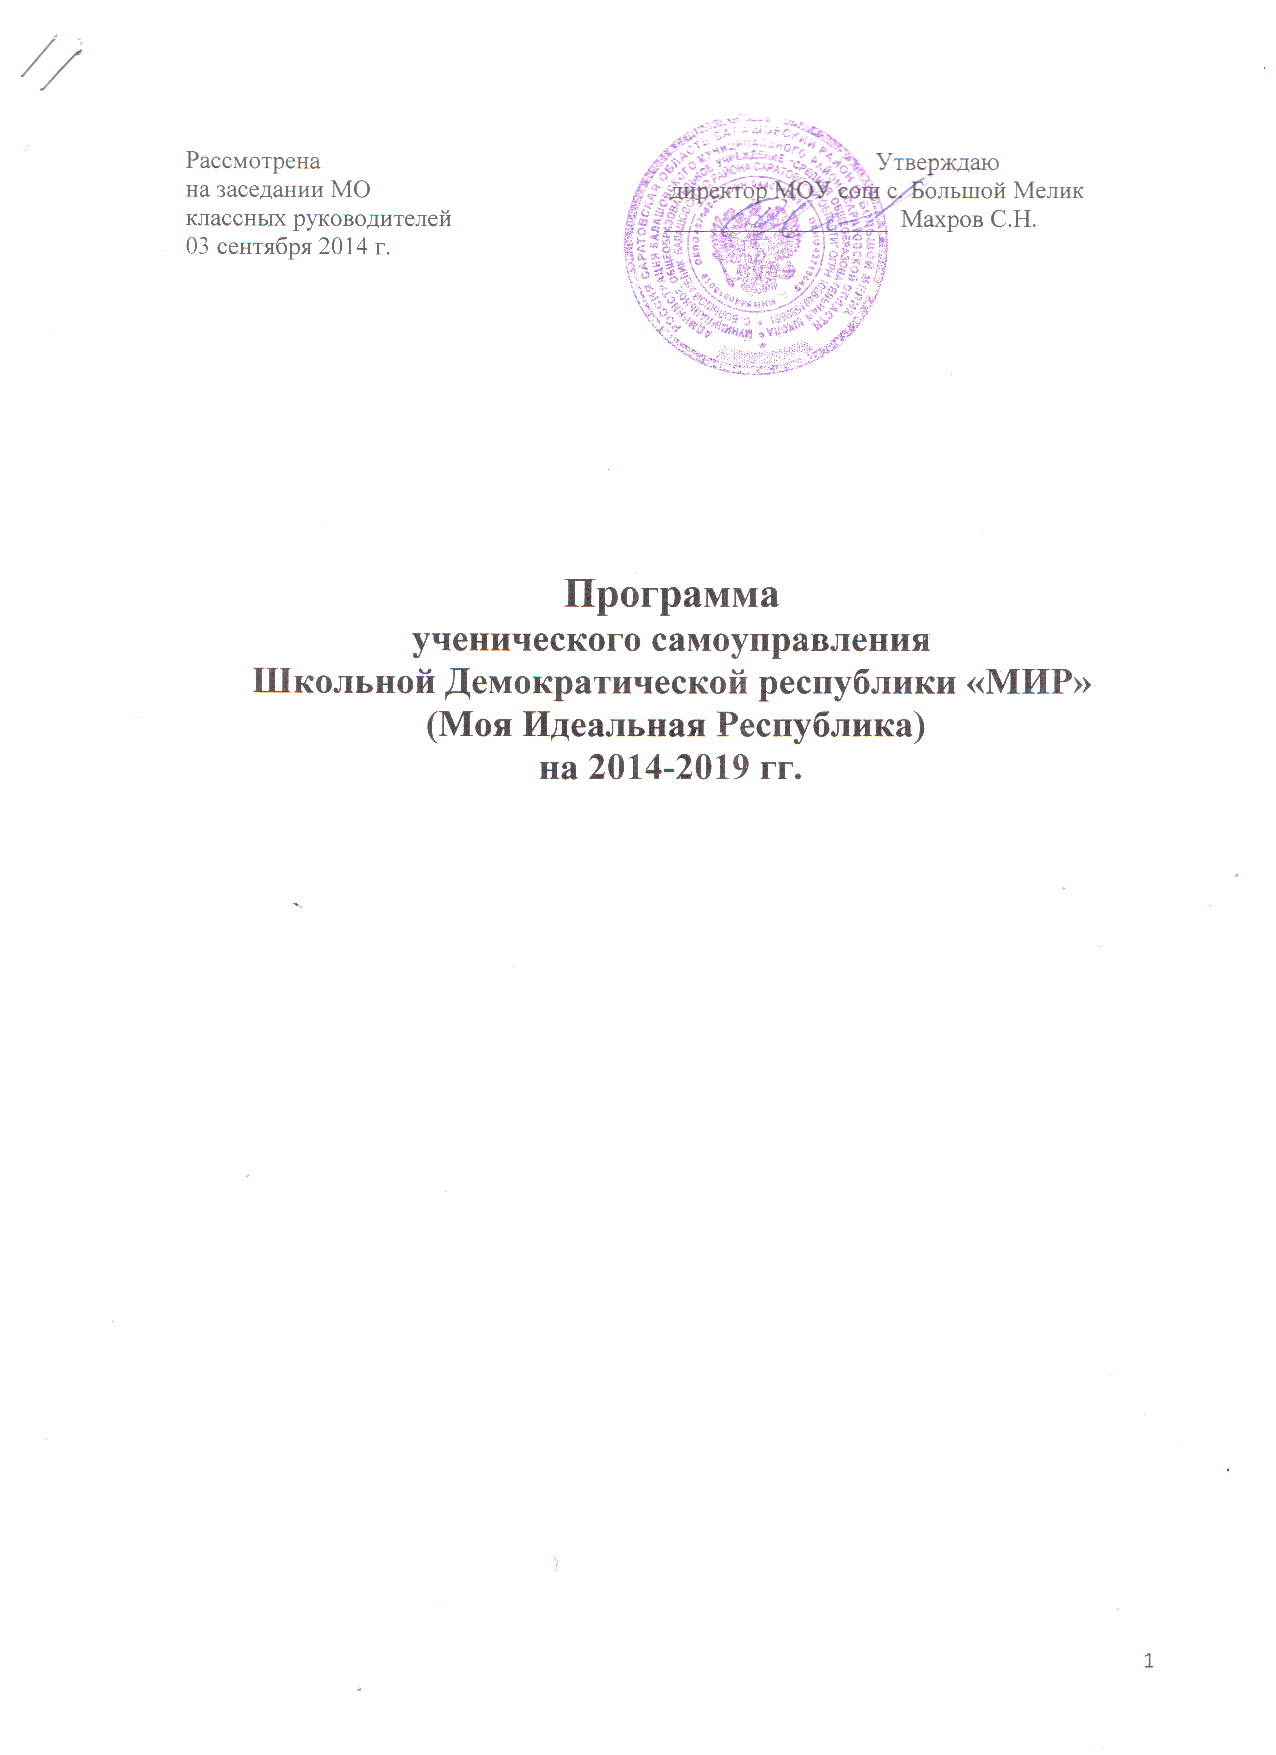 Рассмотрена
на заседании МО
классных руководителей
03 сентября 2014 г.
Утверждаю
директор МОУ сош с. Большой Мелик
Махров С.Н.
Программа
ученического самоуправления
Школьной Демократической республики «МИР»
(Моя Идеальная Республика)
на 2014-2019 гг.
1